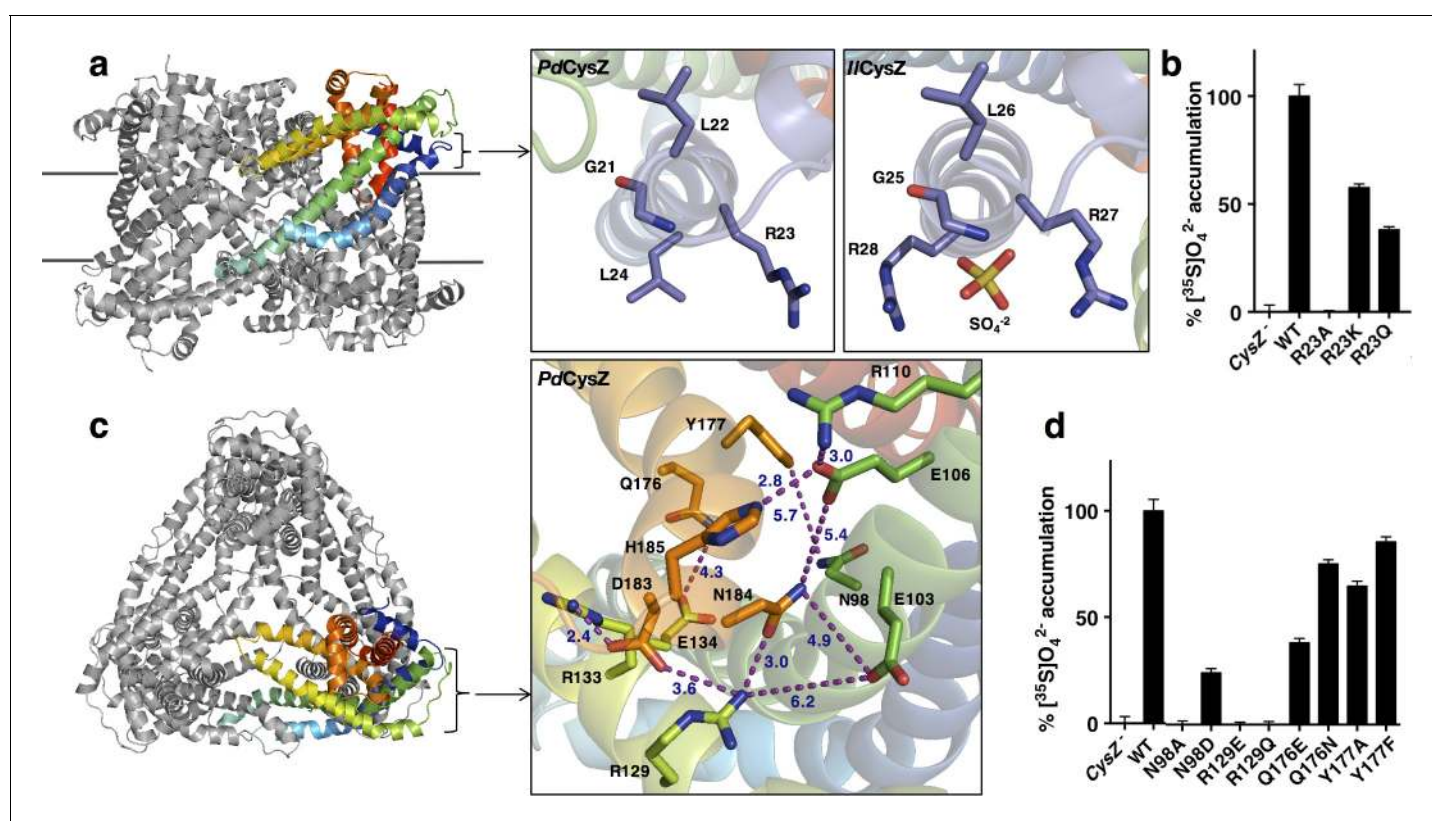 a
PdCysZ
L22
G21
R23
L24
IlCysZ
L26
G25
R27
R28
SO₄⁻²
b
% [³⁵S]O₄²⁻ accumulation
100
50
0
CysZ⁻
WT
R23A
R23K
R23Q
c
PdCysZ
R110
Y177
3.0
E106
Q176
2.8
5.7
5.4
H185
4.3
D183
N184
N98
E103
2.4
E134
4.9
R133
3.0
3.6
6.2
R129
d
% [³⁵S]O₄²⁻ accumulation
100
50
0
CysZ⁻
WT
N98A
N98D
R129E
R129Q
Q176E
Q176N
Y177A
Y177F